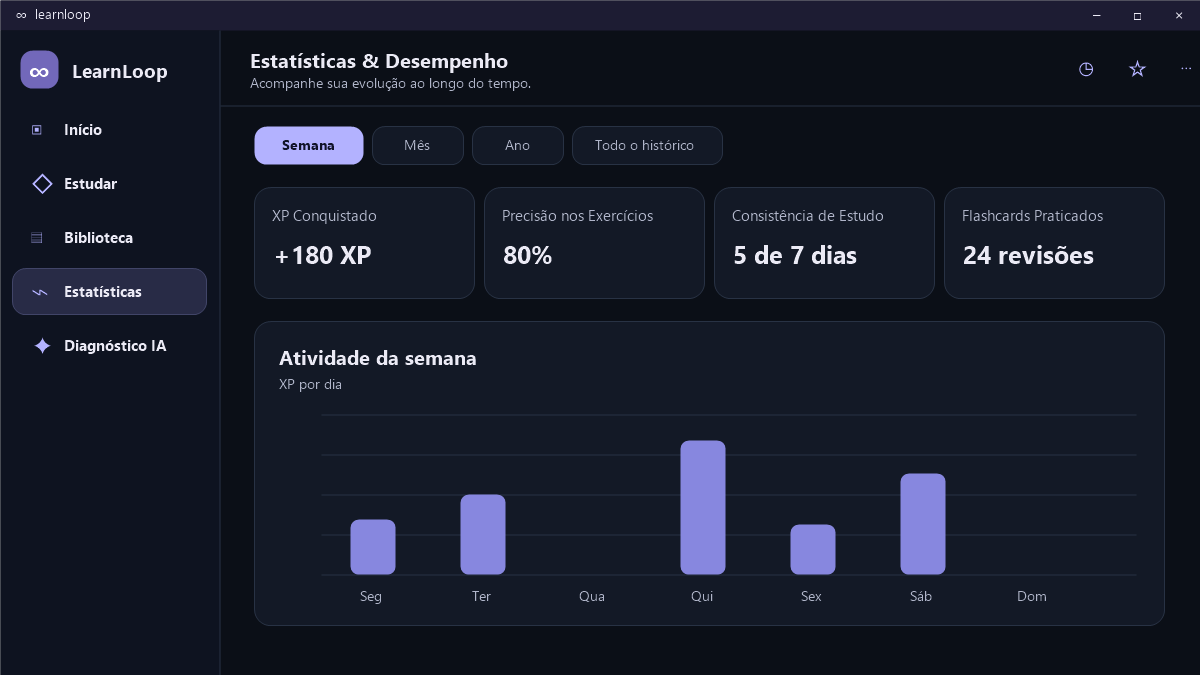 learnloop
LearnLoop
Início
Estudar
Biblioteca
Estatísticas
Diagnóstico IA
Estatísticas & Desempenho
Acompanhe sua evolução ao longo do tempo.
Semana
Mês
Ano
Todo o histórico
XP Conquistado
+180 XP
Precisão nos Exercícios
80%
Consistência de Estudo
5 de 7 dias
Flashcards Praticados
24 revisões
Atividade da semana
XP por dia
Seg Ter Qua Qui Sex Sáb Dom